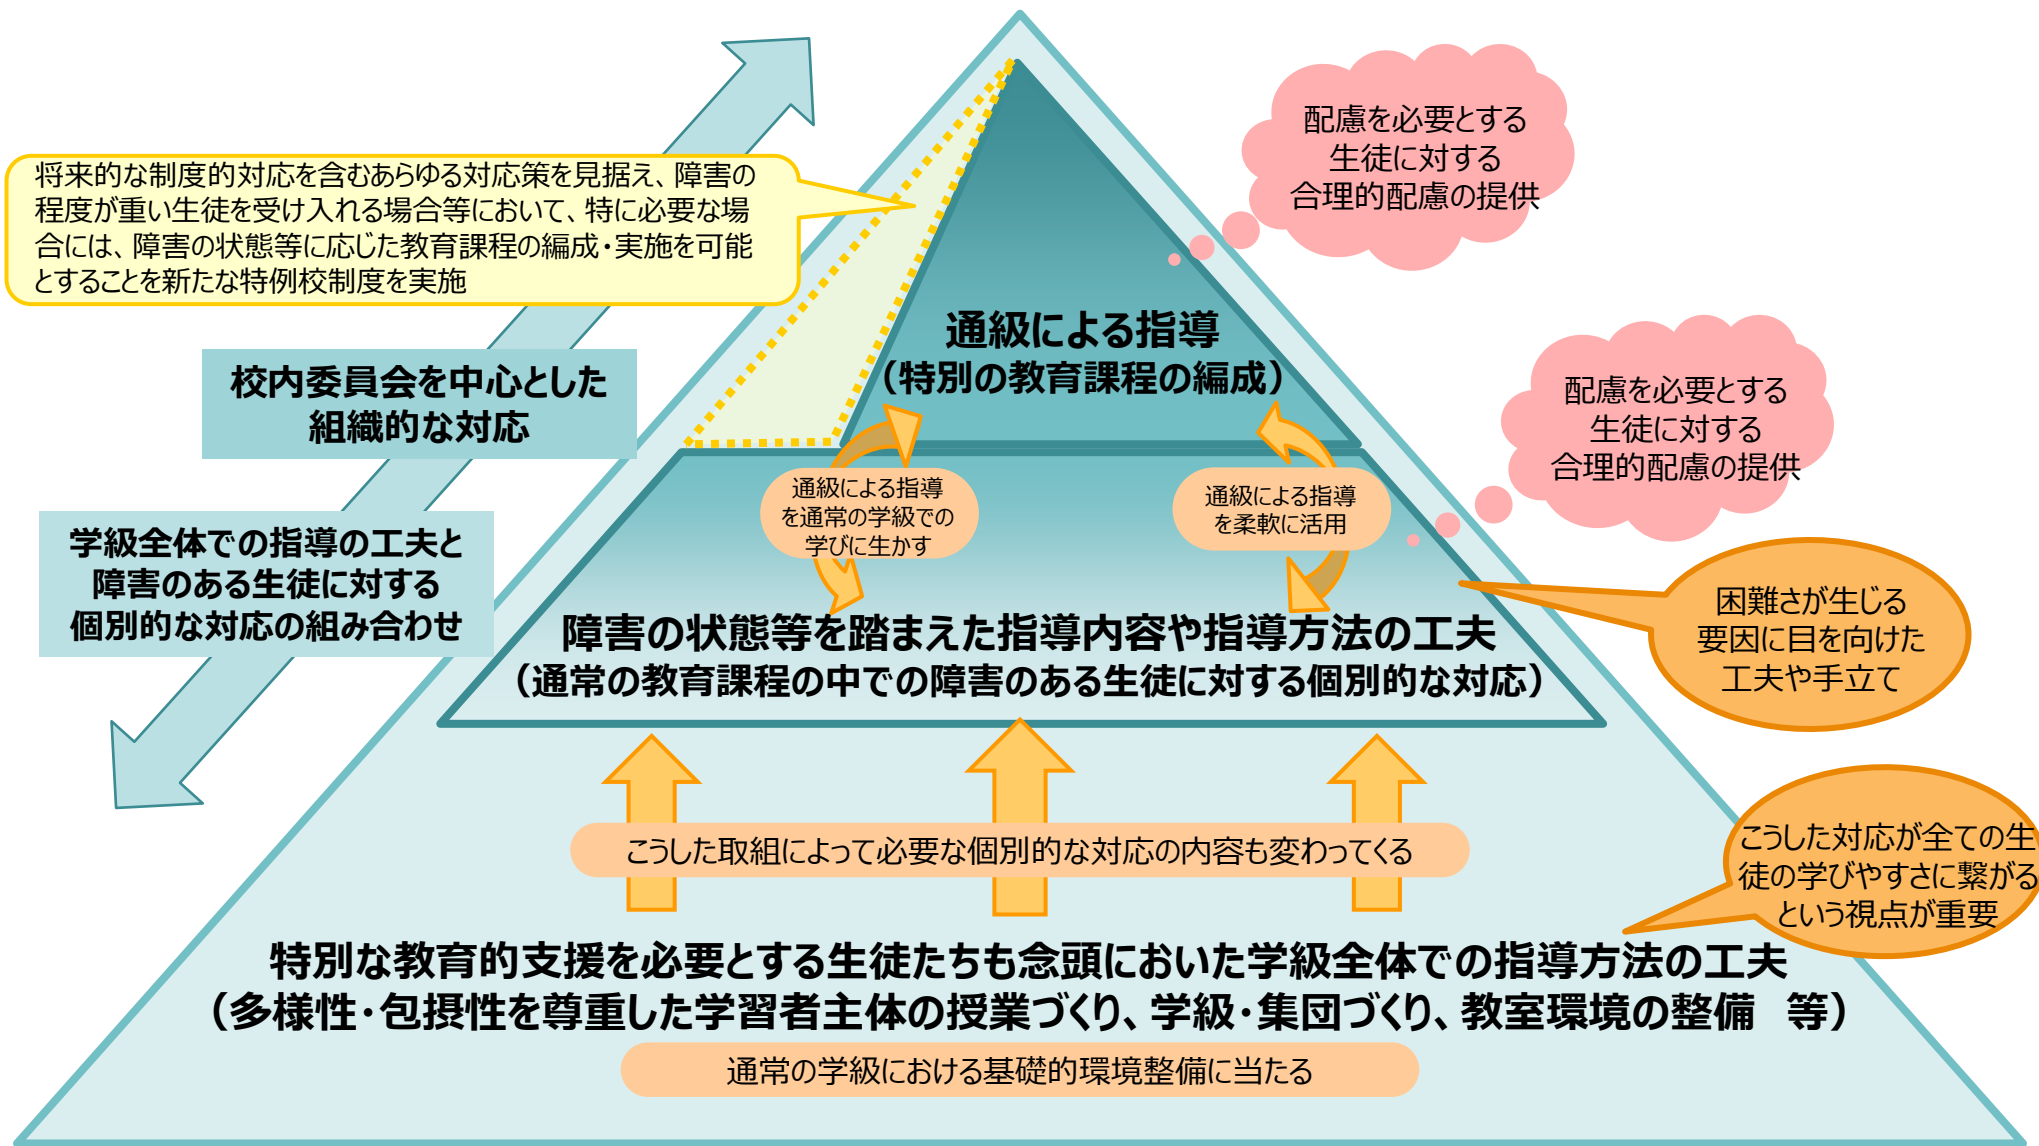 配慮を必要とする
生徒に対する
合理的配慮の提供
将来的な制度的対応を含むあらゆる対応策を見据え、障害の
程度が重い生徒を受け入れる場合等において、特に必要な場
合には、障害の状態等に応じた教育課程の編成・実施を可能
とすることを新たな特例校制度を実施
通級による指導
（特別の教育課程の編成）
校内委員会を中心とした
組織的な対応
配慮を必要とする
生徒に対する
合理的配慮の提供
通級による指導
を通常の学級での
学びに生かす
通級による指導
を柔軟に活用
学級全体での指導の工夫と
障害のある生徒に対する
個別的な対応の組み合わせ
困難さが生じる
要因に目を向けた
工夫や手立て
障害の状態等を踏まえた指導内容や指導方法の工夫
（通常の教育課程の中での障害のある生徒に対する個別的な対応）
こうした取組によって必要な個別的な対応の内容も変わってくる
こうした対応が全ての生
徒の学びやすさに繋がる
という視点が重要
特別な教育的支援を必要とする生徒たちも念頭においた学級全体での指導方法の工夫
（多様性・包摂性を尊重した学習者主体の授業づくり、学級・集団づくり、教室環境の整備　等）
通常の学級における基礎的環境整備に当たる